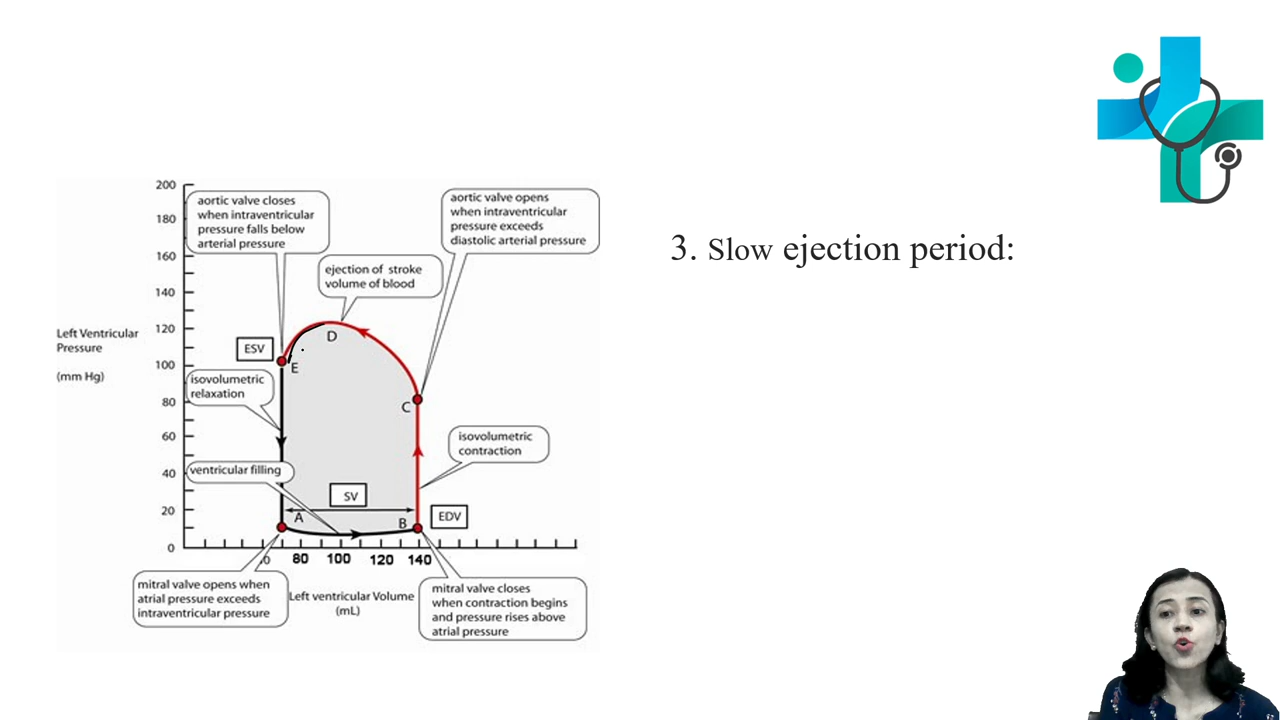 3. Slow ejection period:
200
180
160
140
120
100
80
60
40
20
0
Left Ventricular
Pressure
(mm Hg)
aortic valve closes
when intraventricular
pressure falls below
arterial pressure
aortic valve opens
when intraventricular
pressure exceeds
diastolic arterial pressure
ejection of stroke
volume of blood
ESV
D
E
isovolumetric
relaxation
C
isovolumetric
contraction
ventricular filling
SV
A
B
EDV
80 100 120 140
mitral valve opens when
atrial pressure exceeds
intraventricular pressure
Left ventricular Volume
(mL)
mitral valve closes
when contraction begins
and pressure rises above
atrial pressure